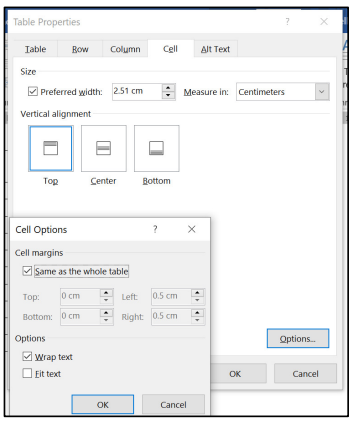 Table Properties ? ×
Table Row Column Cell Alt Text
Size
Preferred width: 2.51 cm Measure in: Centimeters
Vertical alignment
Top Center Bottom
Cell Options ? ×
Cell margins
Same as the whole table
Top: 0 cm Left: 0.5 cm
Bottom: 0 cm Right: 0.5 cm
Options
Options...
Wrap text
Fit text
OK Cancel
OK Cancel